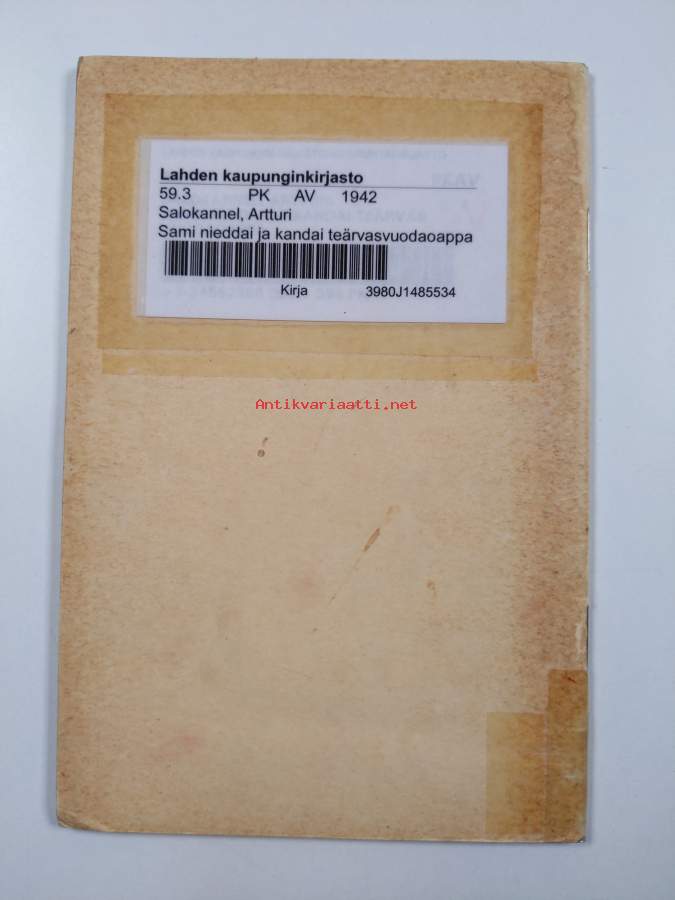 Lahden kaupunginkirjasto
59.3 PK AV 1942
Salokannel, Artturi
Sami nieddai ja kandai teärvasvuodaoappa
Kirja 3980J1485534
Antikvariaatti.net